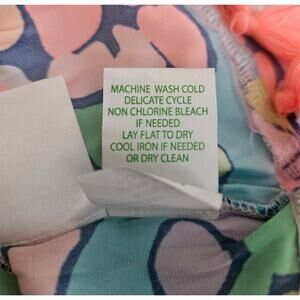 MACHINE WASH COLD
DELICATE CYCLE
NON CHLORINE BLEACH
IF NEEDED
LAY FLAT TO DRY
COOL IRON IF NEEDED
OR DRY CLEAN